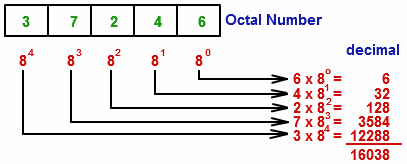 3 7 2 4 6 Octal Number
8⁴ 8³ 8² 8¹ 8⁰ decimal
6 x 8⁰ = 6
4 x 8¹ = 32
2 x 8² = 128
7 x 8³ = 3584
3 x 8⁴ = 12288
16038